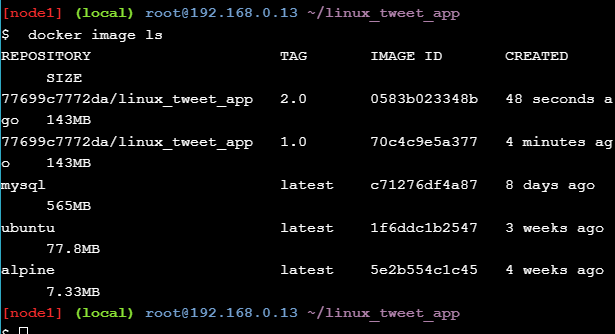 [node1] (local) root@192.168.0.13 ~/linux_tweet_app
$  docker image ls
REPOSITORY                       TAG       IMAGE ID       CREATED
     SIZE
77699c7772da/linux_tweet_app   2.0       0583b023348b   48 seconds a
go   143MB
77699c7772da/linux_tweet_app   1.0       70c4c9e5a377   4 minutes ag
o    143MB
mysql                            latest    c71276df4a87   8 days ago
     565MB
ubuntu                           latest    1f6ddc1b2547   3 weeks ago
     77.8MB
alpine                           latest    5e2b554c1c45   4 weeks ago
     7.33MB
[node1] (local) root@192.168.0.13 ~/linux_tweet_app
$